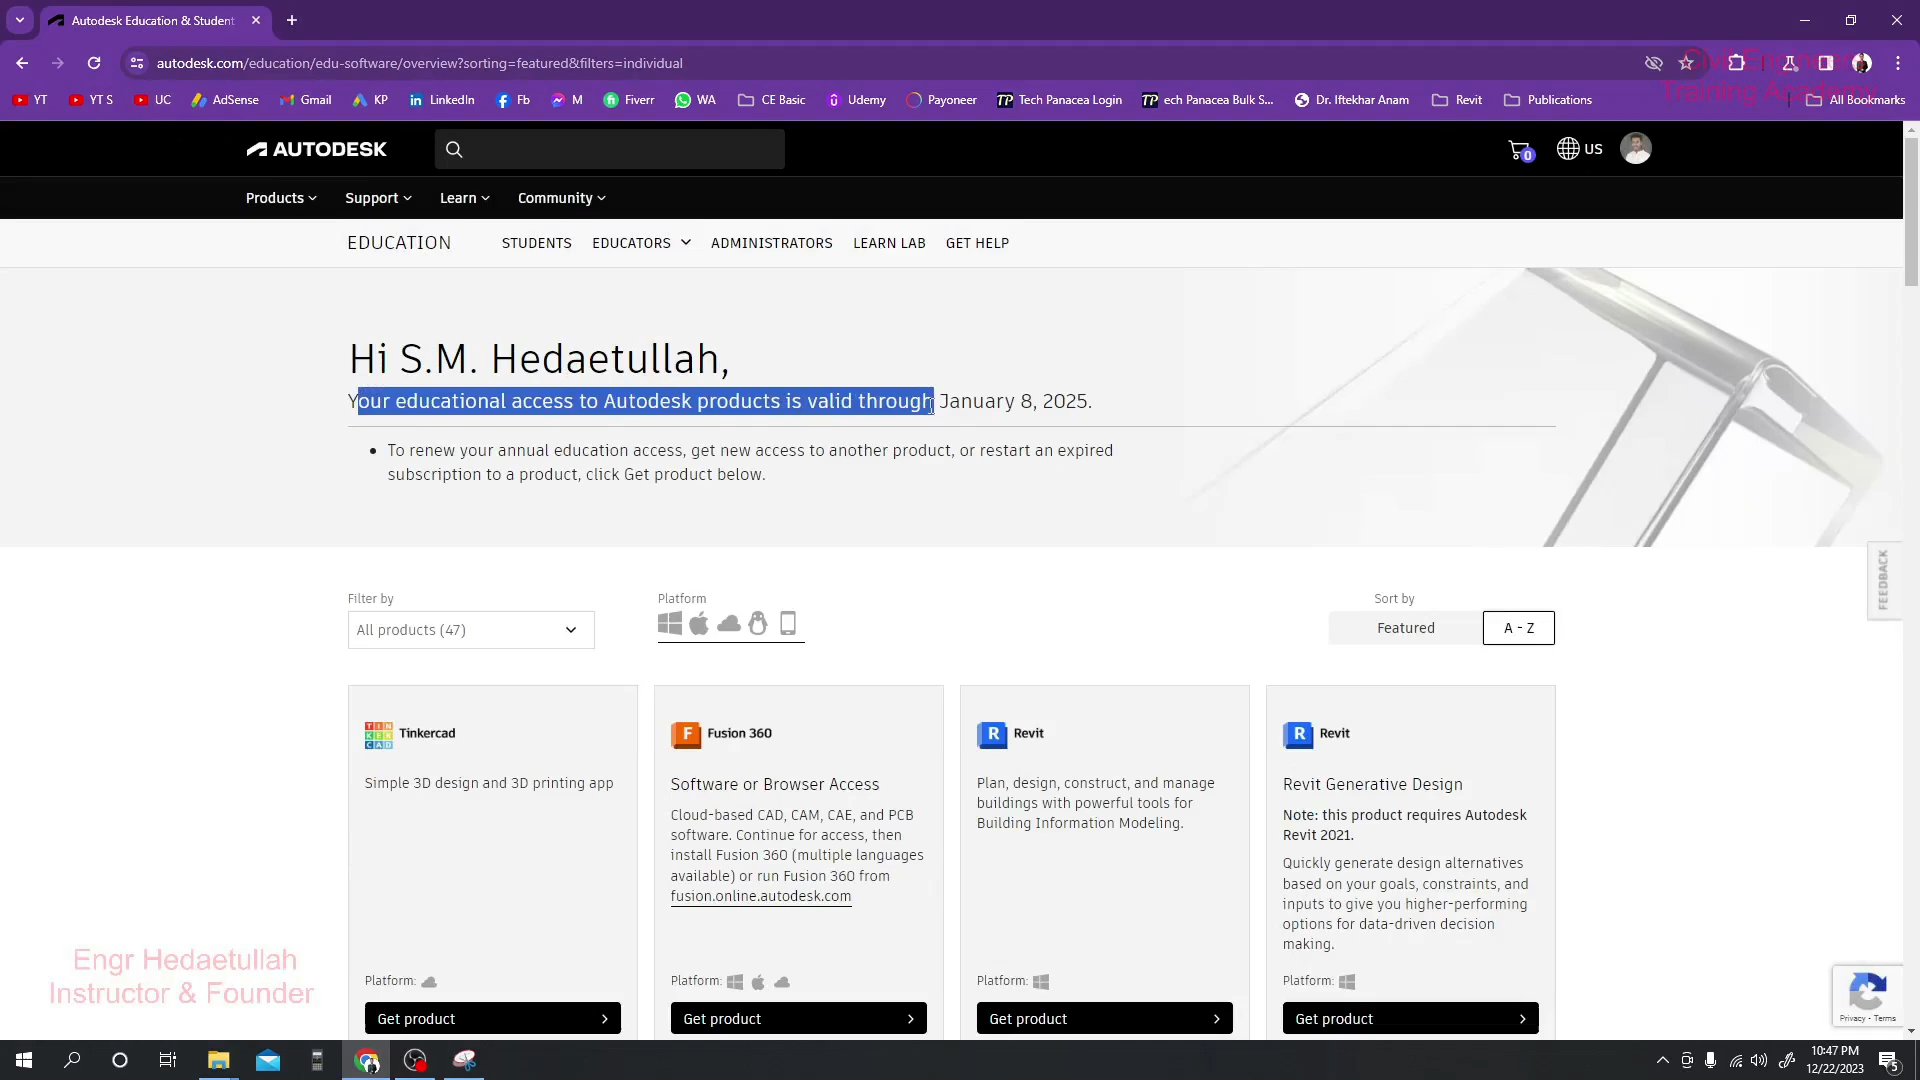 Autodesk Education & Student
autodesk.com/education/edu-software/overview?sorting=featured&filters=individual
YT
YT S
UC
AdSense
Gmail
KP
LinkedIn
Fb
M
Fiverr
WA
CE Basic
Udemy
Payoneer
Tech Panacea Login
ech Panacea Bulk S...
Dr. Iftekhar Anam
Revit
Publications
All Bookmarks
Training Academy
AUTODESK
0
US
Products
Support
Learn
Community
EDUCATION
STUDENTS
EDUCATORS
ADMINISTRATORS
LEARN LAB
GET HELP
Hi S.M. Hedaetullah,
Your educational access to Autodesk products is valid through January 8, 2025.
• To renew your annual education access, get new access to another product, or restart an expired
subscription to a product, click Get product below.
FEEDBACK
Filter by
All products (47)
Platform
Sort by
Featured
A - Z
TINKERCAD
Tinkercad
Simple 3D design and 3D printing app
Platform:
Get product
F
Fusion 360
Software or Browser Access
Cloud-based CAD, CAM, CAE, and PCB
software. Continue for access, then
install Fusion 360 (multiple languages
available) or run Fusion 360 from
fusion.online.autodesk.com
Platform:
Get product
R
Revit
Plan, design, construct, and manage
buildings with powerful tools for
Building Information Modeling.
Platform:
Get product
R
Revit
Revit Generative Design
Note: this product requires Autodesk
Revit 2021.
Quickly generate design alternatives
based on your goals, constraints, and
inputs to give you higher-performing
options for data-driven decision
making.
Platform:
Get product
Engr Hedaetullah
Instructor & Founder
Privacy - Terms
10:47 PM
12/22/2023
5